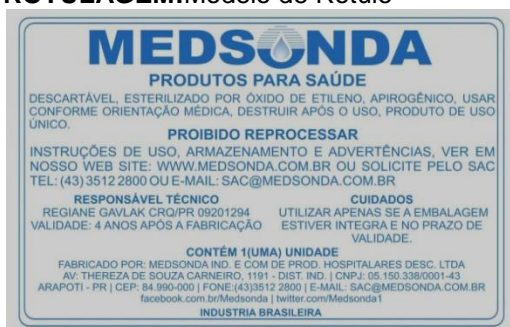 ROTULAGEM:Modelo de Rótulo
MEDSONDA
PRODUTOS PARA SAÚDE
DESCARTÁVEL, ESTERILIZADO POR ÓXIDO DE ETILENO, APIROGÊNICO, USAR
CONFORME ORIENTAÇÃO MÉDICA, DESTRUIR APÓS O USO, PRODUTO DE USO
ÚNICO.
PROIBIDO REPROCESSAR
INSTRUÇÕES DE USO, ARMAZENAMENTO E ADVERTÊNCIAS, VER EM
NOSSO WEB SITE: WWW.MEDSONDA.COM.BR OU SOLICITE PELO SAC
TEL: (43) 3512 2800 OU E-MAIL: SAC@MEDSONDA.COM.BR
RESPONSÁVEL TÉCNICO
REGIANE GAVLAK CRQ/PR 09201294
VALIDADE: 4 ANOS APÓS A FABRICAÇÃO
CUIDADOS
UTILIZAR APENAS SE A EMBALAGEM
ESTIVER INTEGRA E NO PRAZO DE
VALIDADE.
CONTÉM 1(UMA) UNIDADE
FABRICADO POR: MEDSONDA IND. E COM DE PROD. HOSPITALARES DESC. LTDA
AV: THEREZA DE SOUZA CARNEIRO, 1191 - DIST. IND. | CNPJ: 05.150.338/0001-43
ARAPOTI - PR | CEP: 84.990-000 | FONE:(43)3512 2800 | E-MAIL: SAC@MEDSONDA.COM.BR
facebook.com.br/Medsonda | twitter.com/Medsonda1
INDUSTRIA BRASILEIRA